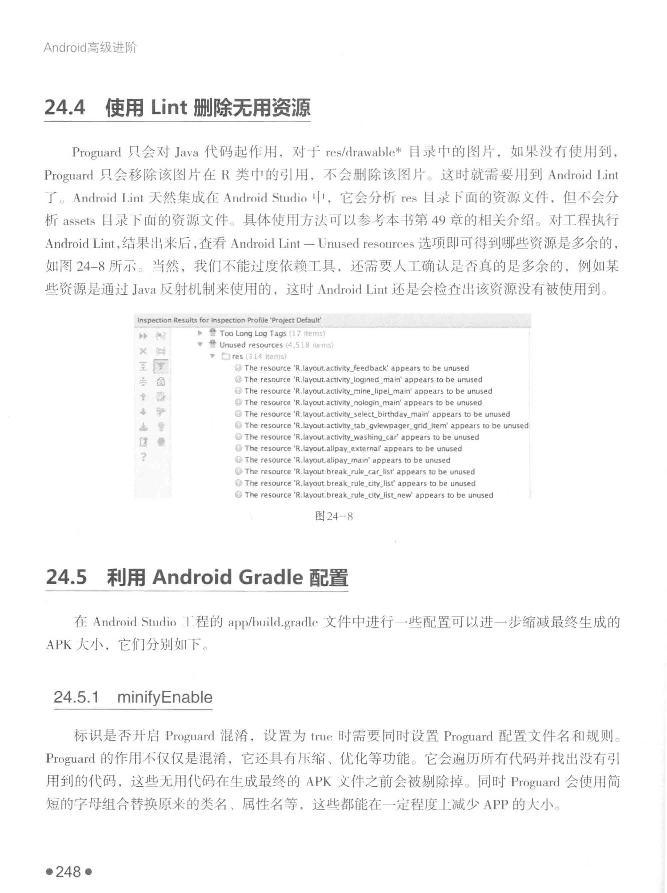 Android高级进阶
24.4 使用 Lint 删除无用资源
Proguard 只会对 Java 代码起作用，对于 res/drawable* 目录中的图片，如果没有使用到，
Proguard 只会移除该图片在 R 类中的引用，不会删除该图片。这时就需要用到 Android Lint
了。Android Lint 天然集成在 Android Studio 中，它会分析 res 目录下面的资源文件，但不会分
析 assets 目录下面的资源文件。具体使用方法可以参考本书第 49 章的相关介绍。对工程执行
Android Lint,结果出来后,查看 Android Lint — Unused resources 选项即可得到哪些资源是多余的，
如图 24-8 所示。当然，我们不能过度依赖工具，还需要人工确认是否真的是多余的，例如某
些资源是通过 Java 反射机制来使用的，这时 Android Lint 还是会检查出该资源没有被使用到。
Inspection Results for Inspection Profile 'Project Default'
Too Long Log Tags (17 items)
Unused resources (4,518 items)
res (314 items)
The resource 'R.layout.activity_feedback' appears to be unused
The resource 'R.layout.activity_logined_main' appears to be unused
The resource 'R.layout.activity_mine_lipei_main' appears to be unused
The resource 'R.layout.activity_nologin_main' appears to be unused
The resource 'R.layout.activity_select_birthday_main' appears to be unused
The resource 'R.layout.activity_tab_gviewpager_grid_item' appears to be unused
The resource 'R.layout.activity_washing_car' appears to be unused
The resource 'R.layout.alipay_external' appears to be unused
The resource 'R.layout.alipay_main' appears to be unused
The resource 'R.layout.break_rule_car_list' appears to be unused
The resource 'R.layout.break_rule_city_list' appears to be unused
The resource 'R.layout.break_rule_city_list_new' appears to be unused
图24-8
24.5 利用 Android Gradle 配置
在 Android Studio 工程的 app/build.gradle 文件中进行一些配置可以进一步缩减最终生成的
APK 大小，它们分别如下。
24.5.1 minifyEnable
标识是否开启 Proguard 混淆，设置为 true 时需要同时设置 Proguard 配置文件名和规则。
Proguard 的作用不仅仅是混淆，它还具有压缩、优化等功能。它会遍历所有代码并找出没有引
用到的代码，这些无用代码在生成最终的 APK 文件之前会被剔除掉。同时 Proguard 会使用简
短的字母组合替换原来的类名、属性名等，这些都能在一定程度上减少 APP 的大小。
●248●